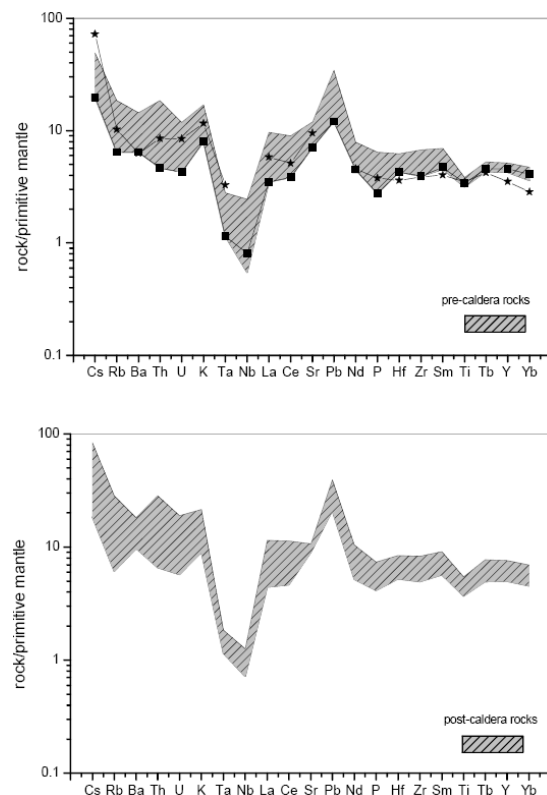 100
10
1
0.1
rock/primitive mantle
pre-caldera rocks
Cs Rb Ba Th U K Ta Nb La Ce Sr Pb Nd P Hf Zr Sm Ti Tb Y Yb
100
10
1
0.1
rock/primitive mantle
post-caldera rocks
Cs Rb Ba Th U K Ta Nb La Ce Sr Pb Nd P Hf Zr Sm Ti Tb Y Yb